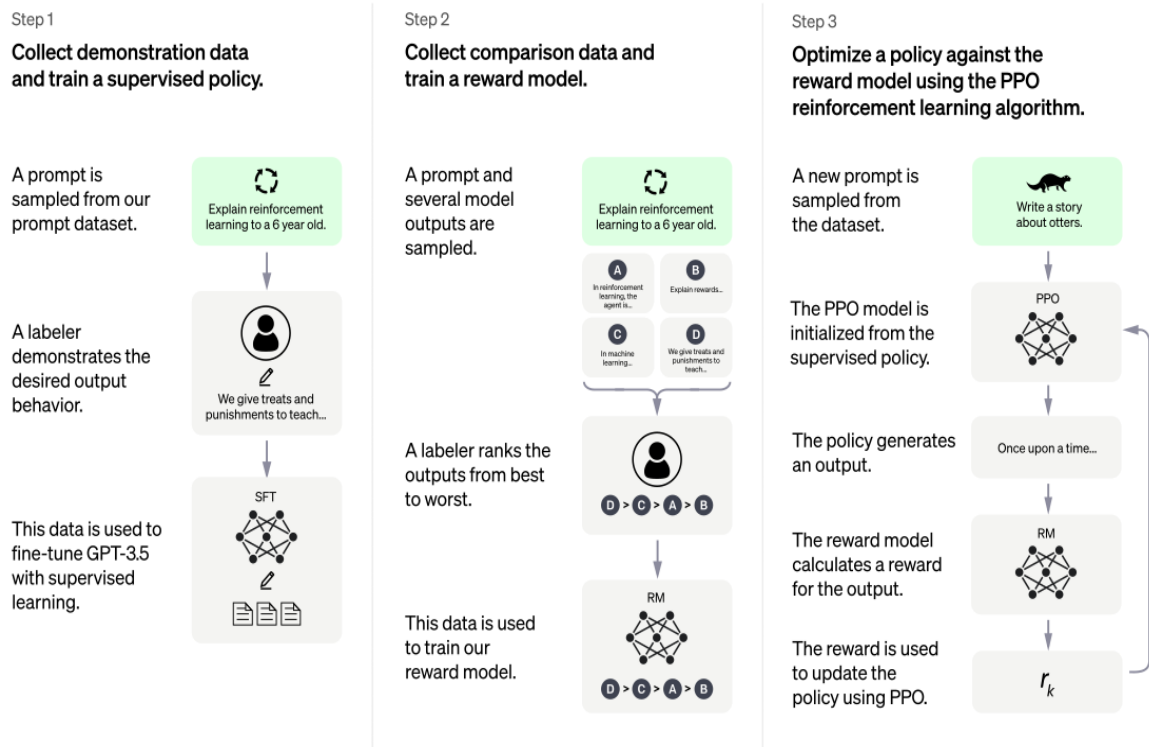 Step 1
Collect demonstration data
and train a supervised policy.
A prompt is
sampled from our
prompt dataset.
Explain reinforcement
learning to a 6 year old.
A labeler
demonstrates the
desired output
behavior.
We give treats and
punishments to teach...
This data is used to
fine-tune GPT-3.5
with supervised
learning.
SFT
Step 2
Collect comparison data and
train a reward model.
A prompt and
several model
outputs are
sampled.
Explain reinforcement
learning to a 6 year old.
A
In reinforcement
learning, the
agent is...
B
Explain rewards...
C
In machine
learning...
D
We give treats and
punishments to
teach...
A labeler ranks the
outputs from best
to worst.
D > C > A > B
This data is used
to train our
reward model.
RM
D > C > A > B
Step 3
Optimize a policy against the
reward model using the PPO
reinforcement learning algorithm.
A new prompt is
sampled from
the dataset.
Write a story
about otters.
The PPO model is
initialized from the
supervised policy.
PPO
The policy generates
an output.
Once upon a time...
The reward model
calculates a reward
for the output.
RM
The reward is used
to update the
policy using PPO.
rk